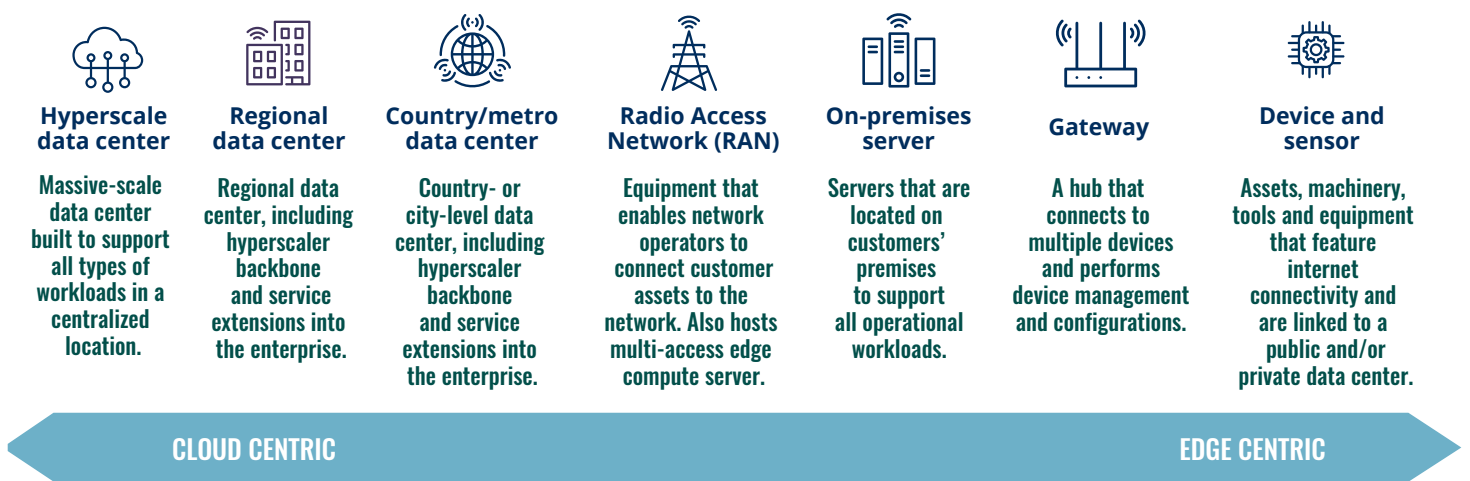 Hyperscale
data center
Massive-scale
data center
built to support
all types of
workloads in a
centralized
location.
Regional
data center
Regional data
center, including
hyperscaler
backbone
and service
extensions into
the enterprise.
Country/metro
data center
Country- or
city-level data
center, including
hyperscaler
backbone
and service
extensions into
the enterprise.
Radio Access
Network (RAN)
Equipment that
enables network
operators to
connect customer
assets to the
network. Also hosts
multi-access edge
compute server.
On-premises
server
Servers that are
located on
customers’
premises
to support
all operational
workloads.
Gateway
A hub that
connects to
multiple devices
and performs
device management
and configurations.
Device and
sensor
Assets, machinery,
tools and equipment
that feature
internet
connectivity and
are linked to a
public and/or
private data center.
CLOUD CENTRIC
EDGE CENTRIC